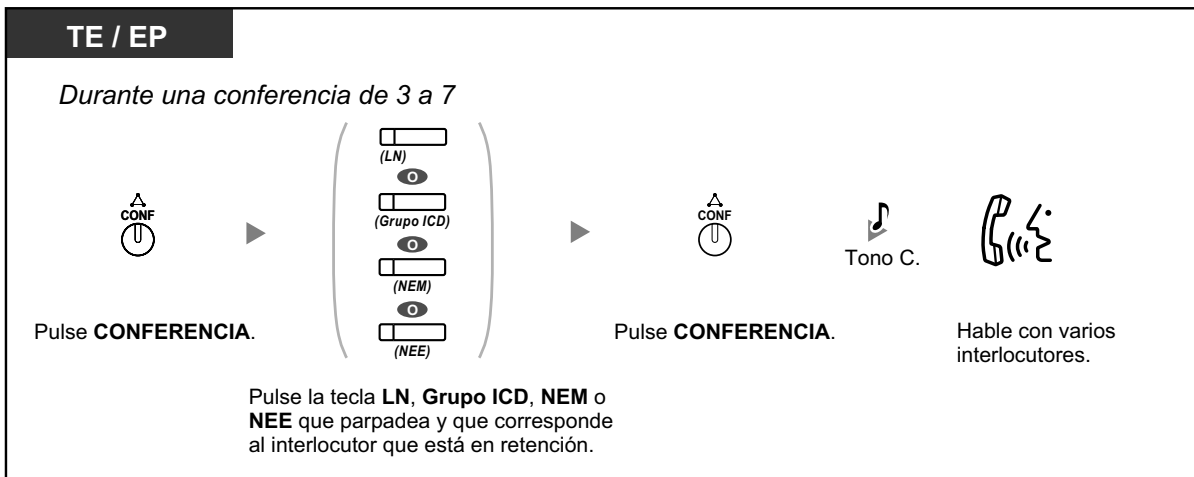 TE / EP
Durante una conferencia de 3 a 7
CONF
Pulse CONFERENCIA.
(LN)
O
(Grupo ICD)
O
(NEM)
O
(NEE)
Pulse la tecla LN, Grupo ICD, NEM o
NEE que parpadea y que corresponde
al interlocutor que está en retención.
CONF
Pulse CONFERENCIA.
Tono C.
Hable con varios
interlocutores.